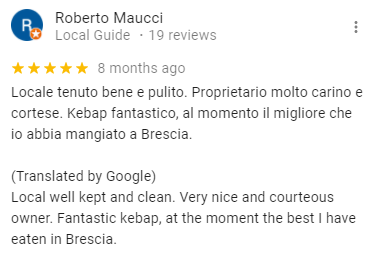 R
Roberto Maucci
Local Guide · 19 reviews
8 months ago
Locale tenuto bene e pulito. Proprietario molto carino e
cortese. Kebap fantastico, al momento il migliore che
io abbia mangiato a Brescia.
(Translated by Google)
Local well kept and clean. Very nice and courteous
owner. Fantastic kebap, at the moment the best I have
eaten in Brescia.